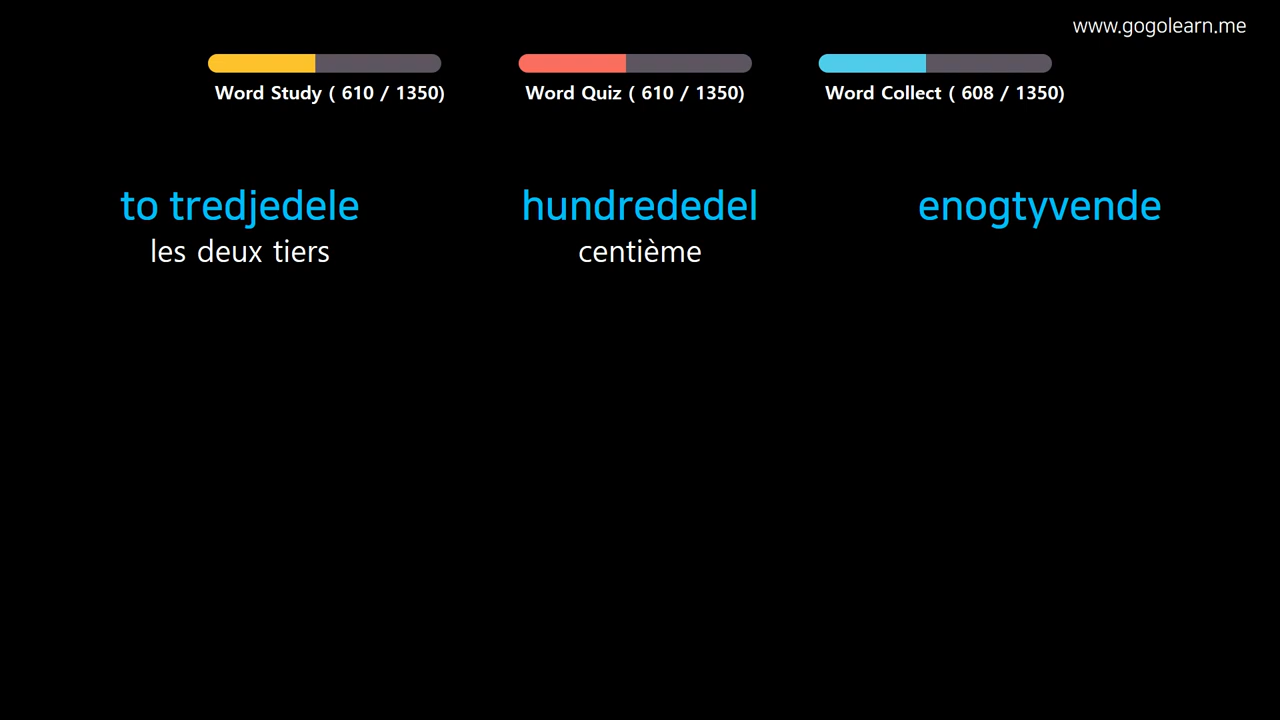 www.gogolearn.me
Word Study ( 610 / 1350)
Word Quiz ( 610 / 1350)
Word Collect ( 608 / 1350)
to tredjedele
les deux tiers
hundrededel
centième
enogtyvende